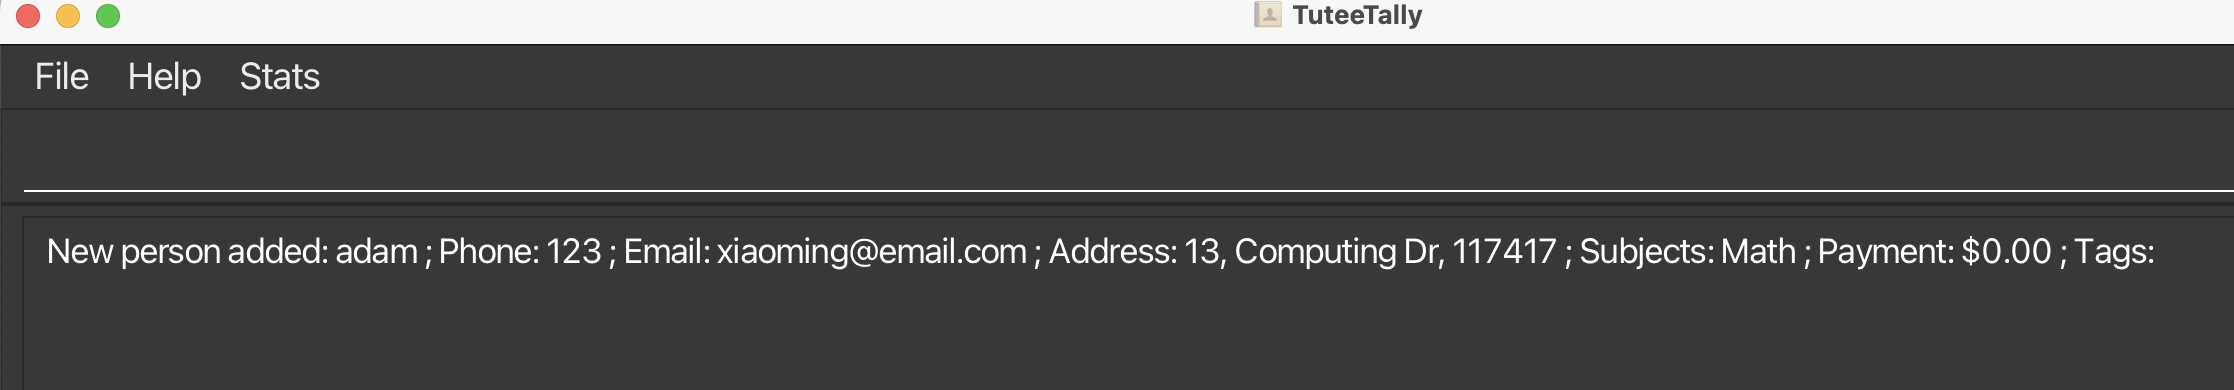 TuteeTally
File Help Stats
New person added: adam ; Phone: 123 ; Email: xiaoming@email.com ; Address: 13, Computing Dr, 117417 ; Subjects: Math ; Payment: $0.00 ; Tags: